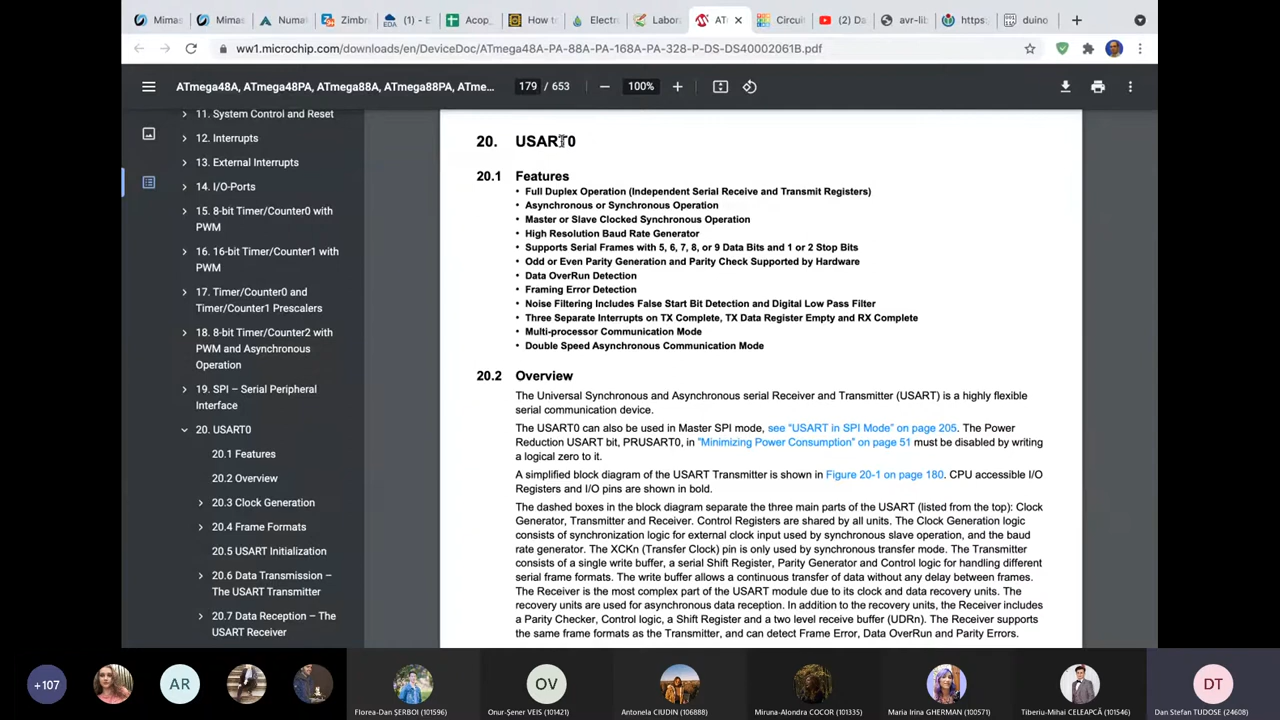 Mimas
Mimas
Numal
Zimbr
(1) - E
Acop
How to
Electr
Labor
AT
Circui
(2) (Da
avr-lib
https:/
duino
ww1.microchip.com/downloads/en/DeviceDoc/ATmega48A-PA-88A-PA-168A-PA-328-P-DS-DS40002061B.pdf
ATmega48A, ATmega48PA, ATmega88A, ATmega88PA, ATme...
179 / 653
100%
11. System Control and Reset
12. Interrupts
13. External Interrupts
14. I/O-Ports
15. 8-bit Timer/Counter0 with
PWM
16. 16-bit Timer/Counter1 with
PWM
17. Timer/Counter0 and
Timer/Counter1 Prescalers
18. 8-bit Timer/Counter2 with
PWM and Asynchronous
Operation
19. SPI – Serial Peripheral
Interface
20. USART0
20.1 Features
20.2 Overview
20.3 Clock Generation
20.4 Frame Formats
20.5 USART Initialization
20.6 Data Transmission –
The USART Transmitter
20.7 Data Reception – The
USART Receiver
20. USART0
20.1 Features
• Full Duplex Operation (Independent Serial Receive and Transmit Registers)
• Asynchronous or Synchronous Operation
• Master or Slave Clocked Synchronous Operation
• High Resolution Baud Rate Generator
• Supports Serial Frames with 5, 6, 7, 8, or 9 Data Bits and 1 or 2 Stop Bits
• Odd or Even Parity Generation and Parity Check Supported by Hardware
• Data OverRun Detection
• Framing Error Detection
• Noise Filtering Includes False Start Bit Detection and Digital Low Pass Filter
• Three Separate Interrupts on TX Complete, TX Data Register Empty and RX Complete
• Multi-processor Communication Mode
• Double Speed Asynchronous Communication Mode
20.2 Overview
The Universal Synchronous and Asynchronous serial Receiver and Transmitter (USART) is a highly flexible
serial communication device.
The USART0 can also be used in Master SPI mode, see “USART in SPI Mode” on page 205. The Power
Reduction USART bit, PRUSART0, in ”Minimizing Power Consumption” on page 51 must be disabled by writing
a logical zero to it.
A simplified block diagram of the USART Transmitter is shown in Figure 20-1 on page 180. CPU accessible I/O
Registers and I/O pins are shown in bold.
The dashed boxes in the block diagram separate the three main parts of the USART (listed from the top): Clock
Generator, Transmitter and Receiver. Control Registers are shared by all units. The Clock Generation logic
consists of synchronization logic for external clock input used by synchronous slave operation, and the baud
rate generator. The XCKn (Transfer Clock) pin is only used by synchronous transfer mode. The Transmitter
consists of a single write buffer, a serial Shift Register, Parity Generator and Control logic for handling different
serial frame formats. The write buffer allows a continuous transfer of data without any delay between frames.
The Receiver is the most complex part of the USART module due to its clock and data recovery units. The
recovery units are used for asynchronous data reception. In addition to the recovery units, the Receiver includes
a Parity Checker, Control logic, a Shift Register and a two level receive buffer (UDRn). The Receiver supports
the same frame formats as the Transmitter, and can detect Frame Error, Data OverRun and Parity Errors.
+107
AR
OV
DT
Florea-Dan ȘERBOI (101596)
Onur-Șener VEIS (101421)
Antonela CIUDIN (106888)
Miruna-Alondra COCOR (101335)
Maria Irina GHERMAN (100571)
Tiberiu-Mihai CELEAPCĂ (101546)
Dan Stefan TUDOSE (24608)